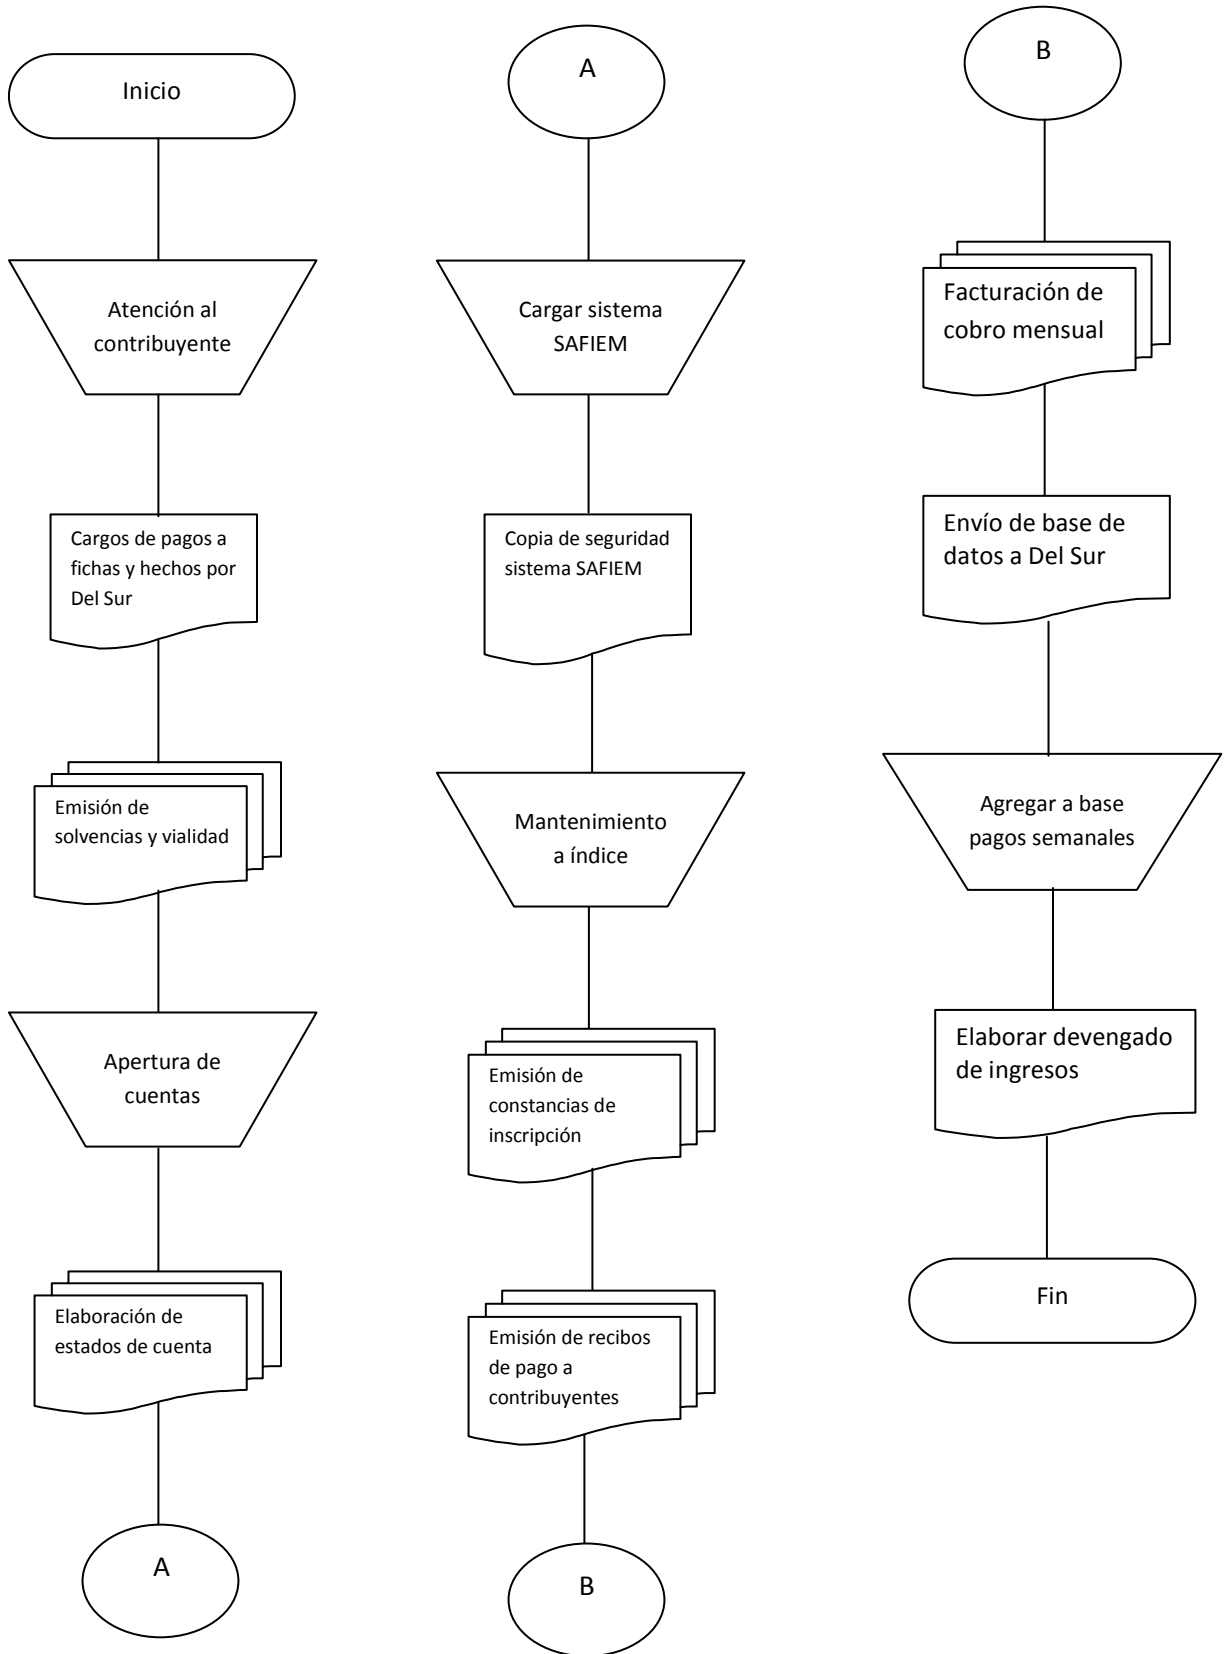 Inicio
Atención al
contribuyente
Cargos de pagos a
fichas y hechos por
Del Sur
Emisión de
solvencias y vialidad
Apertura de
cuentas
Elaboración de
estados de cuenta
A
A
Cargar sistema
SAFIEM
Copia de seguridad
sistema SAFIEM
Mantenimiento
a índice
Emisión de
constancias de
inscripción
Emisión de recibos
de pago a
contribuyentes
B
B
Facturación de
cobro mensual
Envío de base de
datos a Del Sur
Agregar a base
pagos semanales
Elaborar devengado
de ingresos
Fin